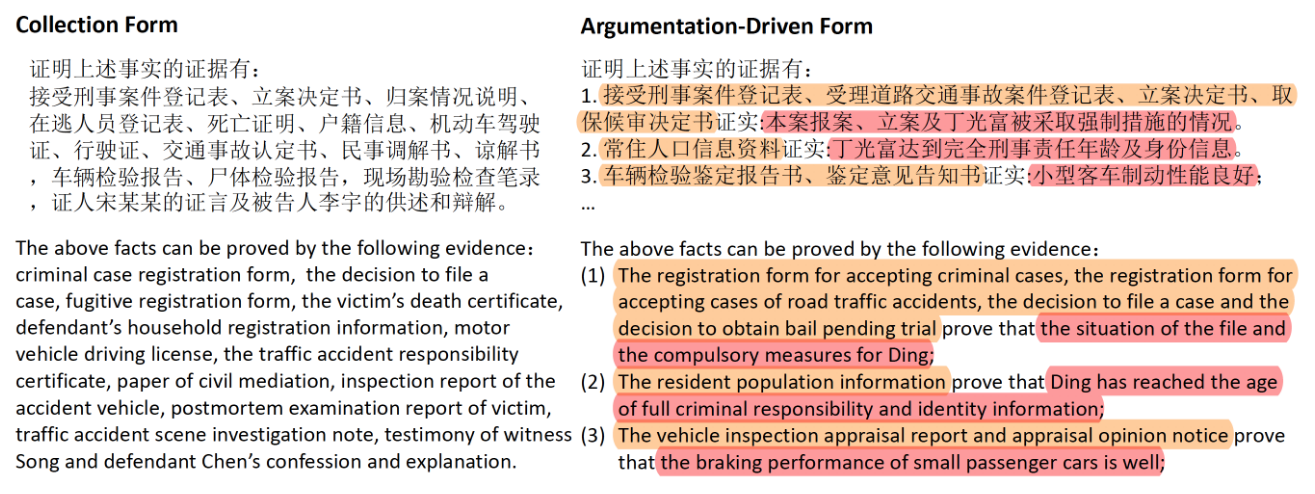 Collection Form
证明上述事实的证据有：
接受刑事案件登记表、立案决定书、归案情况说明、
在逃人员登记表、死亡证明、户籍信息、机动车驾驶
证、行驶证、交通事故认定书、民事调解书、谅解书
，车辆检验报告、尸体检验报告，现场勘验检查笔录
，证人宋某某的证言及被告人李宇的供述和辩解。
The above facts can be proved by the following evidence：
criminal case registration form, the decision to file a
case, fugitive registration form, the victim’s death certificate,
defendant’s household registration information, motor
vehicle driving license, the traffic accident responsibility
certificate, paper of civil mediation, inspection report of the
accident vehicle, postmortem examination report of victim,
traffic accident scene investigation note, testimony of witness
Song and defendant Chen’s confession and explanation.
Argumentation-Driven Form
证明上述事实的证据有：
1. 接受刑事案件登记表、受理道路交通事故案件登记表、立案决定书、取
保候审决定书证实:本案报案、立案及丁光富被采取强制措施的情况。
2. 常住人口信息资料证实:丁光富达到完全刑事责任年龄及身份信息。
3. 车辆检验鉴定报告书、鉴定意见告知书证实:小型客车制动性能良好；
...
The above facts can be proved by the following evidence：
(1) The registration form for accepting criminal cases, the registration form for
accepting cases of road traffic accidents, the decision to file a case and the
decision to obtain bail pending trial prove that the situation of the file and
the compulsory measures for Ding;
(2) The resident population information prove that Ding has reached the age
of full criminal responsibility and identity information;
(3) The vehicle inspection appraisal report and appraisal opinion notice prove
that the braking performance of small passenger cars is well;